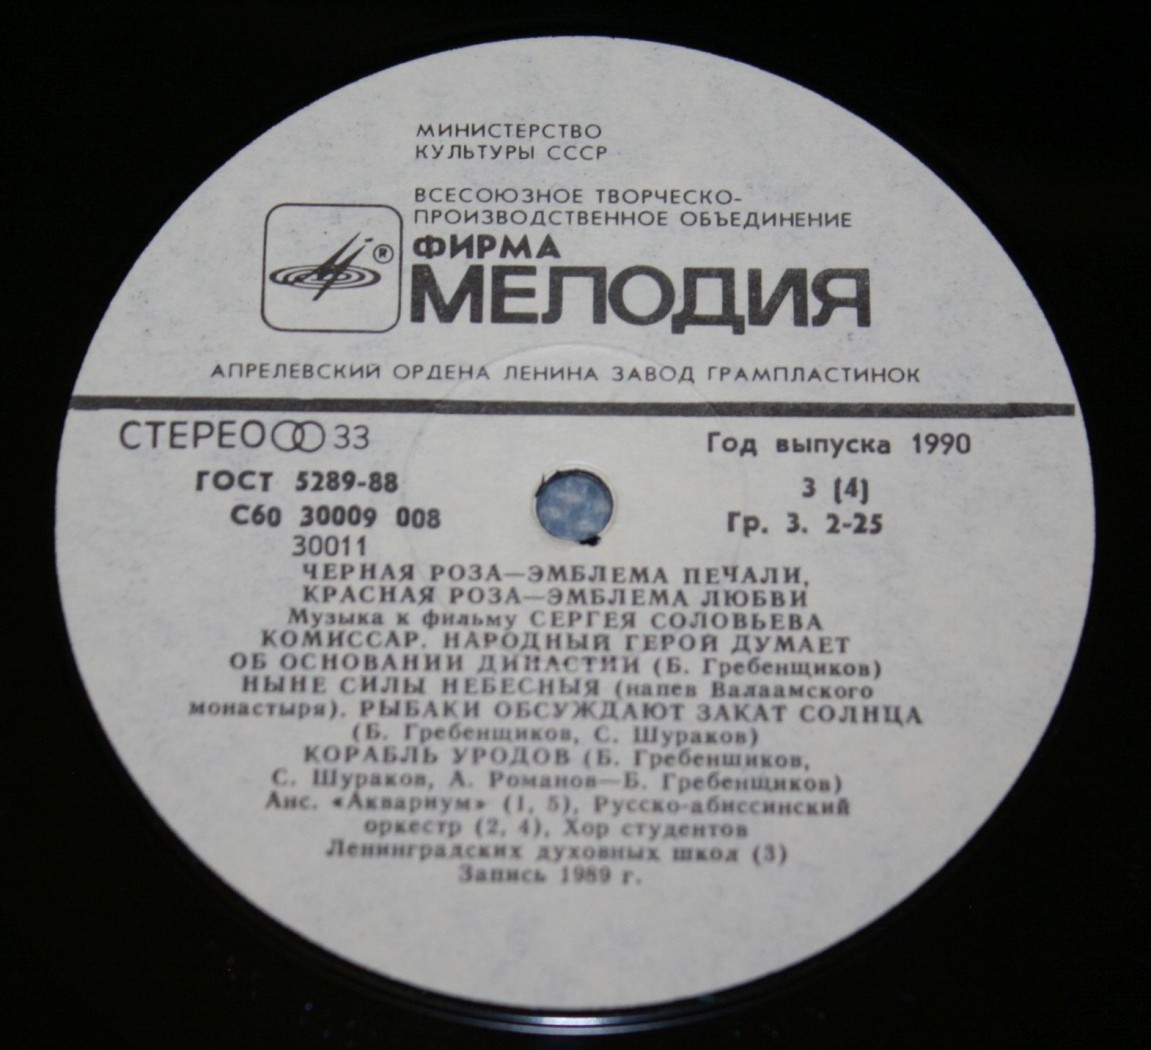 МИНИСТЕРСТВО
КУЛЬТУРЫ СССР
ВСЕСОЮЗНОЕ ТВОРЧЕСКО-
ПРОИЗВОДСТВЕННОЕ ОБЪЕДИНЕНИЕ
ФИРМА
®
МЕЛОДИЯ
АПРЕЛЕВСКИЙ ОРДЕНА ЛЕНИНА ЗАВОД ГРАМПЛАСТИНОК
СТЕРЕО 33
Год выпуска 1990
ГОСТ 5289-88
3 (4)
С60 30009 008
Гр. 3. 2-25
30011
ЧЕРНАЯ РОЗА—ЭМБЛЕМА ПЕЧАЛИ,
КРАСНАЯ РОЗА—ЭМБЛЕМА ЛЮБВИ
Музыка к фильму СЕРГЕЯ СОЛОВЬЕВА
КОМИССАР. НАРОДНЫЙ ГЕРОЙ ДУМАЕТ
ОБ ОСНОВАНИИ ДИНАСТИИ (Б. Гребенщиков)
НЫНЕ СИЛЫ НЕБЕСНЫЯ (напев Валаамского
монастыря). РЫБАКИ ОБСУЖДАЮТ ЗАКАТ СОЛНЦА
(Б. Гребенщиков, С. Шураков)
КОРАБЛЬ УРОДОВ (Б. Гребенщиков,
С. Шураков, А. Романов—Б. Гребенщиков)
Анс. «Аквариум» (1, 5), Русско-абиссинский
оркестр (2, 4), Хор студентов
Ленинградских духовных школ (3)
Запись 1989 г.